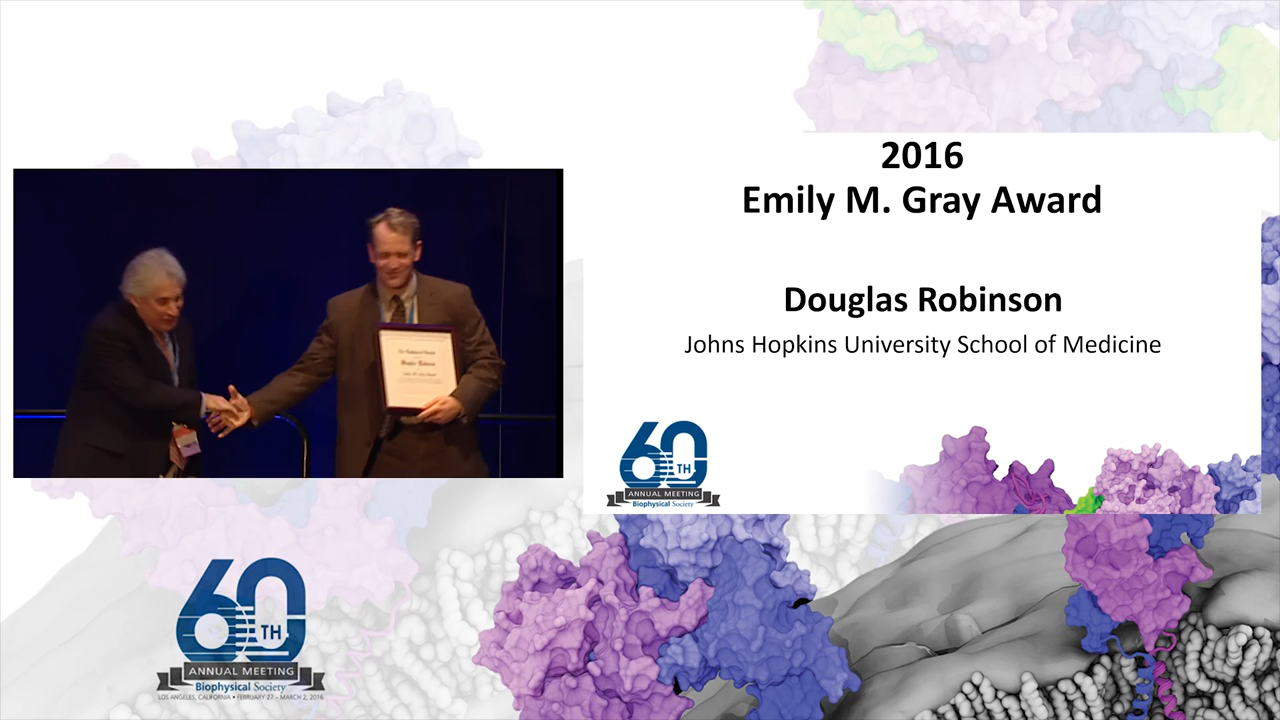 2016
Emily M. Gray Award
Douglas Robinson
Johns Hopkins University School of Medicine
60TH
ANNUAL MEETING
Biophysical Society
60TH
ANNUAL MEETING
Biophysical Society
LOS ANGELES, CALIFORNIA • FEBRUARY 27 – MARCH 2, 2016